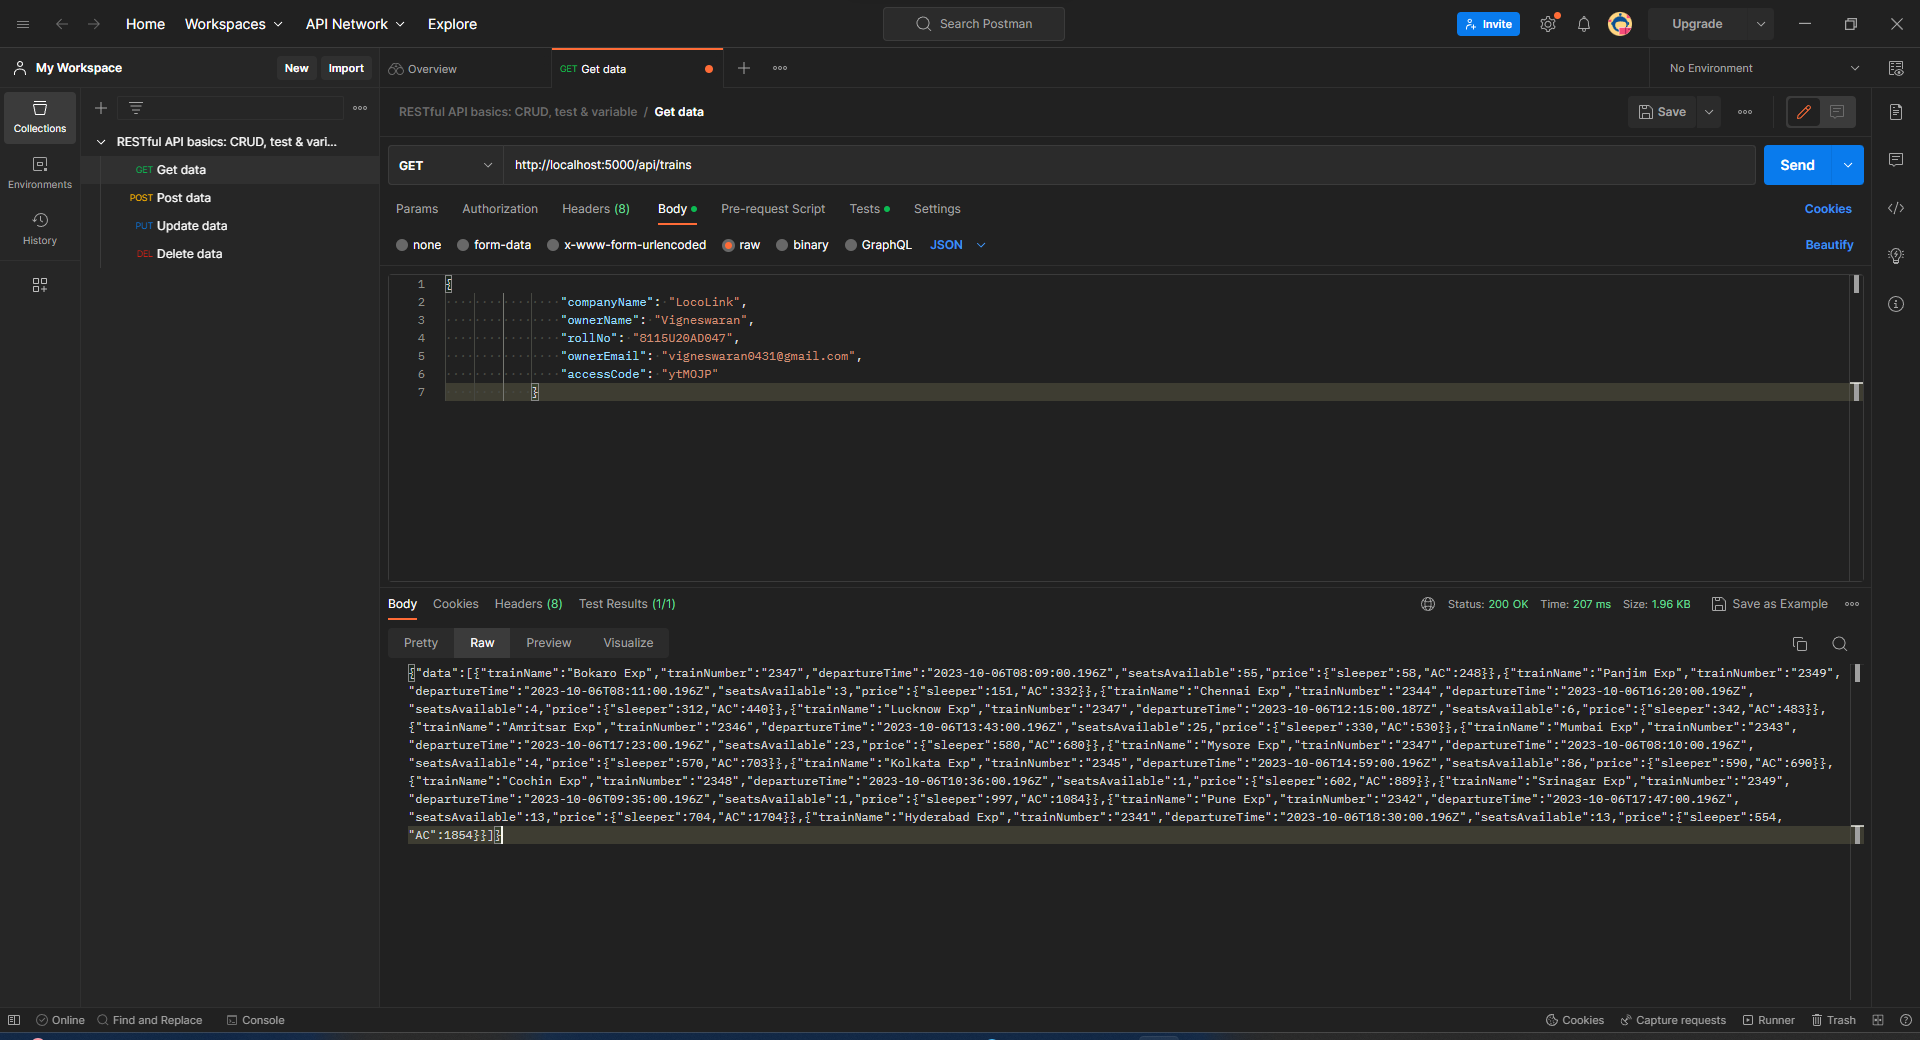 Home Workspaces API Network Explore Search Postman Invite Upgrade
My Workspace New Import Overview GET Get data No Environment
Collections
Environments
History
RESTful API basics: CRUD, test & vari...
GET Get data
POST Post data
PUT Update data
DEL Delete data
RESTful API basics: CRUD, test & variable / Get data Save
GET http://localhost:5000/api/trains Send
Params Authorization Headers (8) Body Pre-request Script Tests Settings Cookies
none form-data x-www-form-urlencoded raw binary GraphQL JSON Beautify
1 {
2 "companyName": "LocoLink",
3 "ownerName": "Vigneswaran",
4 "rollNo": "8115U20AD047",
5 "ownerEmail": "vigneswaran0431@gmail.com",
6 "accessCode": "ytMOJP"
7 }
Body Cookies Headers (8) Test Results (1/1) Status: 200 OK Time: 207 ms Size: 1.96 KB Save as Example
Pretty Raw Preview Visualize
{"data":[{"trainName":"Bokaro Exp","trainNumber":"2347","departureTime":"2023-10-06T08:09:00.196Z","seatsAvailable":55,"price":{"sleeper":58,"AC":248}},{"trainName":"Panjim Exp","trainNumber":"2349",
"departureTime":"2023-10-06T08:11:00.196Z","seatsAvailable":3,"price":{"sleeper":151,"AC":332}},{"trainName":"Chennai Exp","trainNumber":"2344","departureTime":"2023-10-06T16:20:00.196Z",
"seatsAvailable":4,"price":{"sleeper":312,"AC":440}},{"trainName":"Lucknow Exp","trainNumber":"2347","departureTime":"2023-10-06T12:15:00.187Z","seatsAvailable":6,"price":{"sleeper":342,"AC":483}},
{"trainName":"Amritsar Exp","trainNumber":"2346","departureTime":"2023-10-06T13:43:00.196Z","seatsAvailable":25,"price":{"sleeper":330,"AC":530}},{"trainName":"Mumbai Exp","trainNumber":"2343",
"departureTime":"2023-10-06T17:23:00.196Z","seatsAvailable":23,"price":{"sleeper":580,"AC":680}},{"trainName":"Mysore Exp","trainNumber":"2347","departureTime":"2023-10-06T08:10:00.196Z",
"seatsAvailable":4,"price":{"sleeper":570,"AC":703}},{"trainName":"Kolkata Exp","trainNumber":"2345","departureTime":"2023-10-06T14:59:00.196Z","seatsAvailable":86,"price":{"sleeper":590,"AC":690}},
{"trainName":"Cochin Exp","trainNumber":"2348","departureTime":"2023-10-06T10:36:00.196Z","seatsAvailable":1,"price":{"sleeper":602,"AC":889}},{"trainName":"Srinagar Exp","trainNumber":"2349",
"departureTime":"2023-10-06T09:35:00.196Z","seatsAvailable":1,"price":{"sleeper":997,"AC":1084}},{"trainName":"Pune Exp","trainNumber":"2342","departureTime":"2023-10-06T17:47:00.196Z",
"seatsAvailable":13,"price":{"sleeper":704,"AC":1704}},{"trainName":"Hyderabad Exp","trainNumber":"2341","departureTime":"2023-10-06T18:30:00.196Z","seatsAvailable":13,"price":{"sleeper":554,
"AC":1854}}]}
Online Find and Replace Console Cookies Capture requests Runner Trash